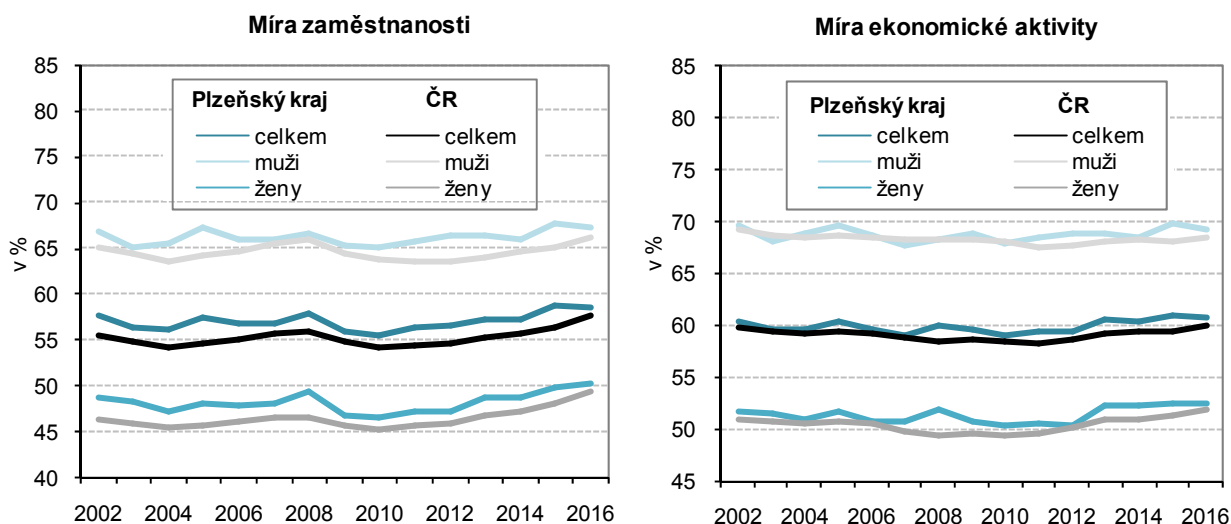 Míra zaměstnanosti
85
80
75
70
65
60
55
50
45
40
v %
Plzeňský kraj ČR
celkem celkem
muži muži
ženy ženy
2002 2004 2006 2008 2010 2012 2014 2016
Míra ekonomické aktivity
85
80
75
70
65
60
55
50
45
v %
Plzeňský kraj ČR
celkem celkem
muži muži
ženy ženy
2002 2004 2006 2008 2010 2012 2014 2016